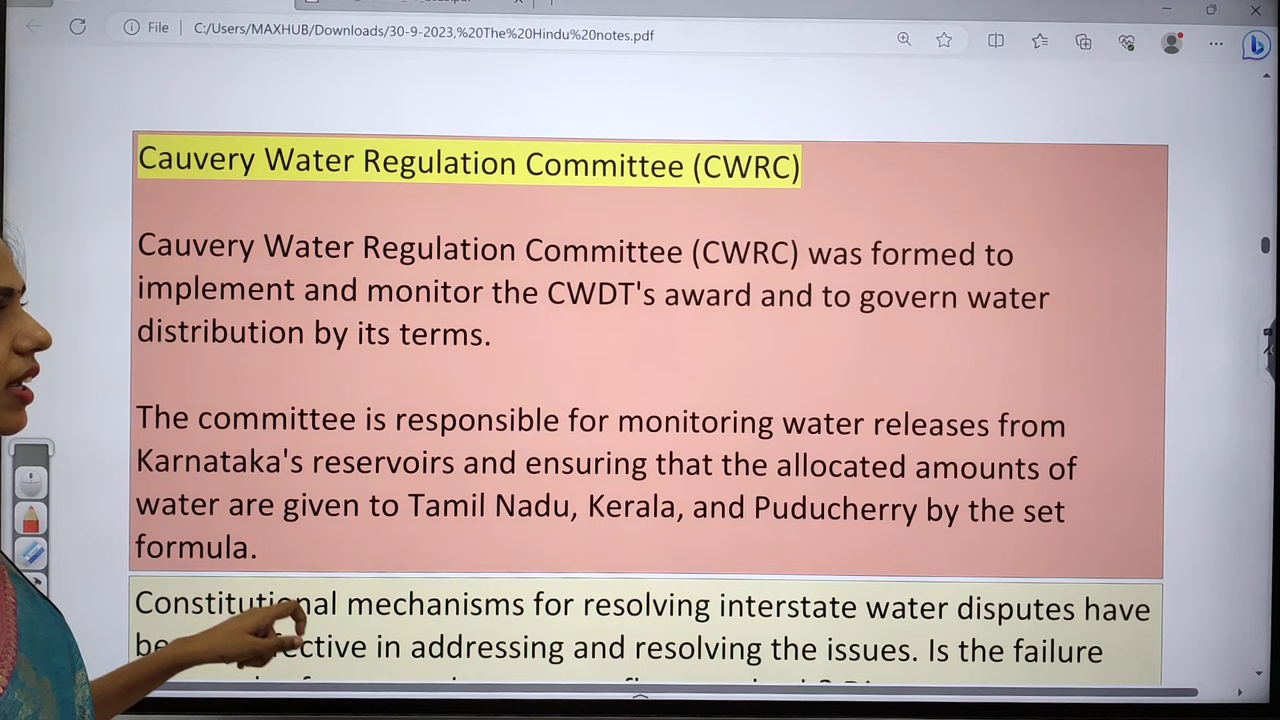 File
C:/Users/MAXHUB/Downloads/30-9-2023,%20The%20Hindu%20notes.pdf
Cauvery Water Regulation Committee (CWRC)
Cauvery Water Regulation Committee (CWRC) was formed to
implement and monitor the CWDT's award and to govern water
distribution by its terms.
The committee is responsible for monitoring water releases from
Karnataka's reservoirs and ensuring that the allocated amounts of
water are given to Tamil Nadu, Kerala, and Puducherry by the set
formula.
Constitutional mechanisms for resolving interstate water disputes have
in addressing and resolving the issues. Is the failure